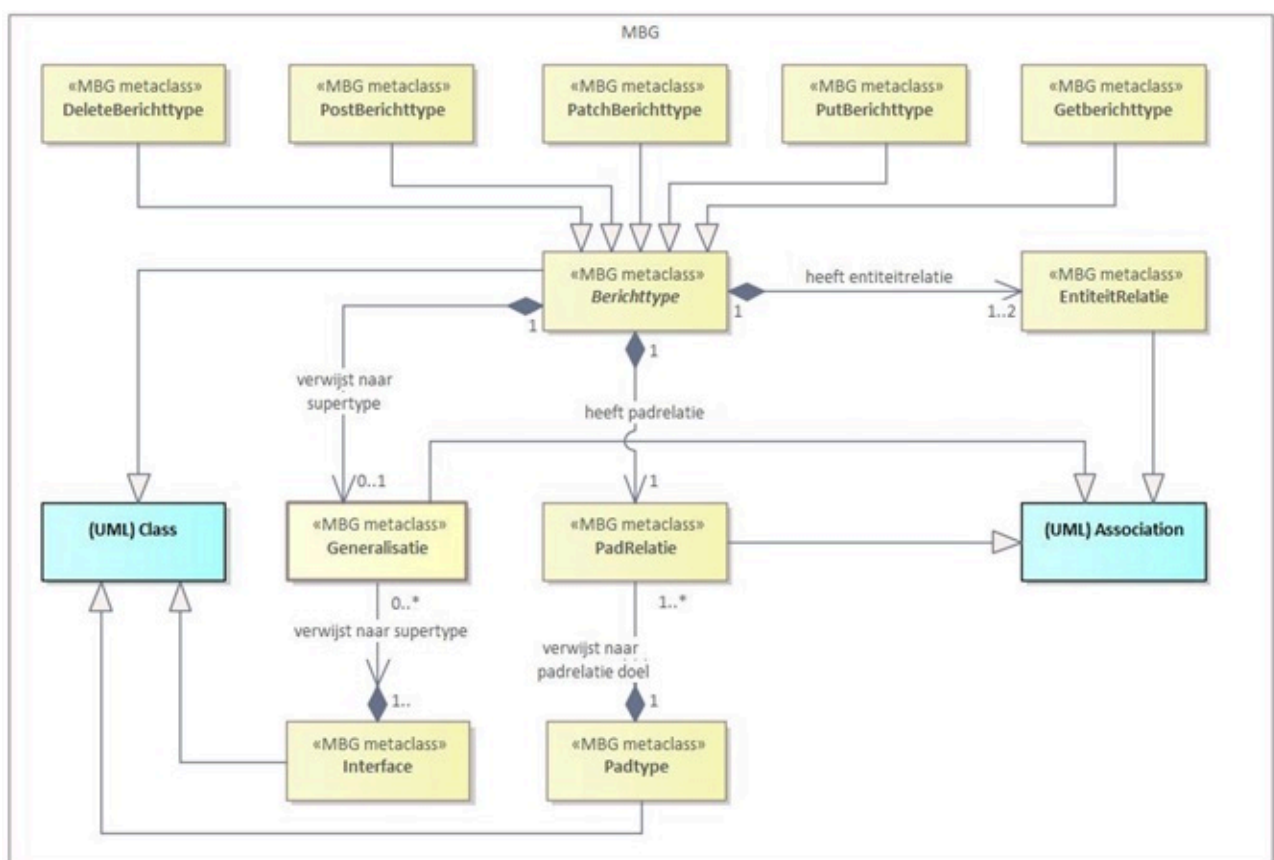 MBG
«MBG metaclass»
DeleteBerichttype
«MBG metaclass»
PostBerichttype
«MBG metaclass»
PatchBerichttype
«MBG metaclass»
PutBerichttype
«MBG metaclass»
Getberichttype
«MBG metaclass»
Berichttype
heeft entiteitrelatie
«MBG metaclass»
EntiteitRelatie
1
1
1..2
1
verwijst naar
supertype
heeft padrelatie
0..1
1
(UML) Class
«MBG metaclass»
Generalisatie
«MBG metaclass»
PadRelatie
(UML) Association
0..*
1..*
verwijst naar supertype
verwijst naar
padrelatie doel
1..
1
«MBG metaclass»
Interface
«MBG metaclass»
Padtype